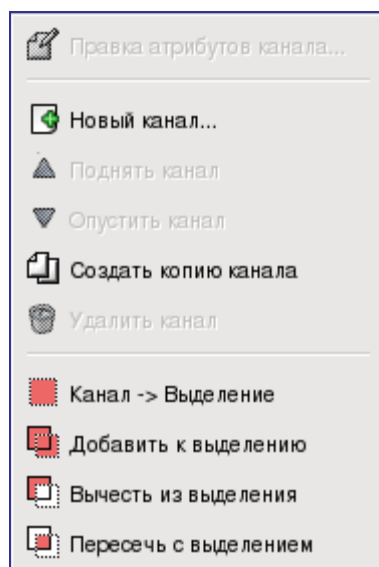 Правка атрибутов канала...
Новый канал...
Поднять канал
Опустить канал
Создать копию канала
Удалить канал
Канал -> Выделение
Добавить к выделению
Вычесть из выделения
Пересечь с выделением